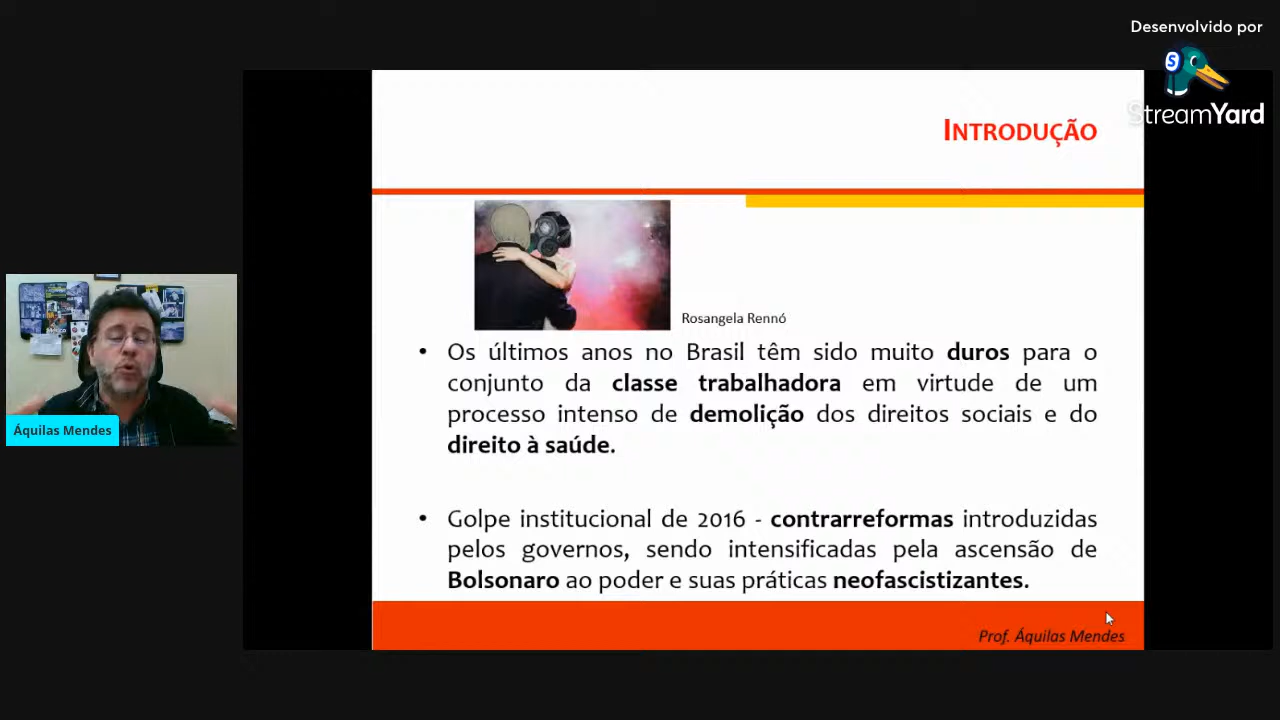 Desenvolvido por
StreamYard
INTRODUÇÃO
Rosangela Rennó
• Os últimos anos no Brasil têm sido muito duros para o
conjunto da classe trabalhadora em virtude de um
processo intenso de demolição dos direitos sociais e do
direito à saúde.
• Golpe institucional de 2016 - contrarreformas introduzidas
pelos governos, sendo intensificadas pela ascensão de
Bolsonaro ao poder e suas práticas neofascistizantes.
Prof. Áquilas Mendes
Áquilas Mendes